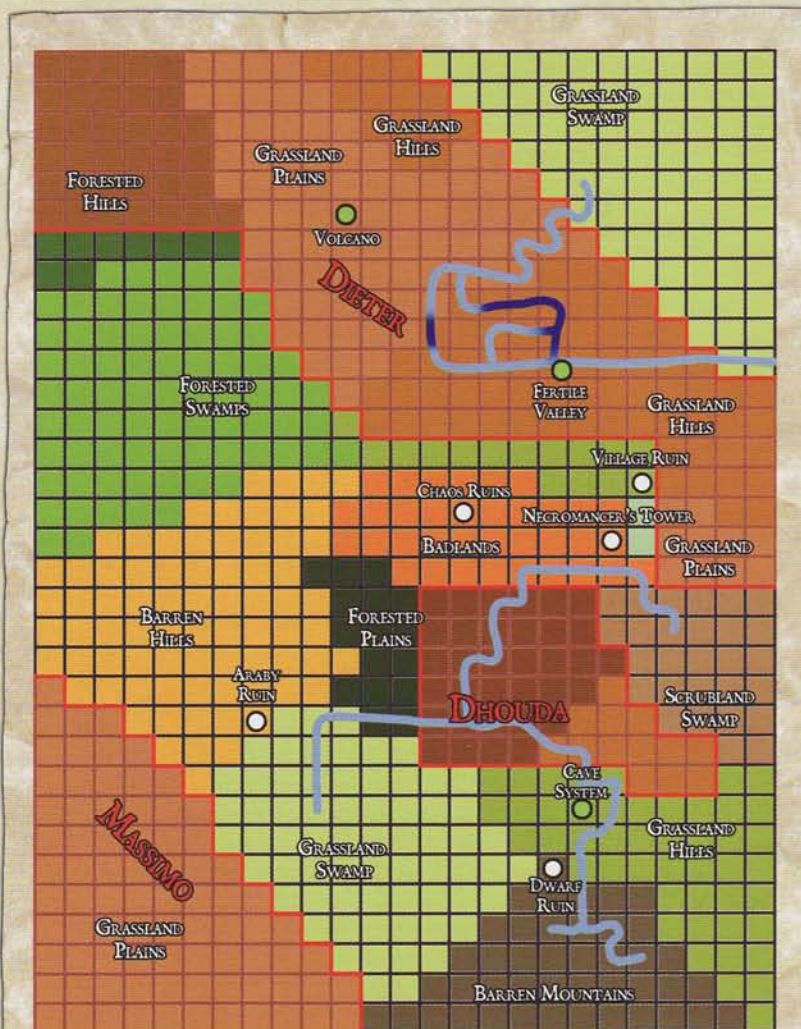 Grassland
Swamp
Grassland
Hills
Grassland
Plains
Forested
Hills
Volcano
Dieter
Forested
Swamps
Fertile
Valley
Grassland
Hills
Village Ruin
Chaos Ruins
Necromancer's Tower
Badlands
Grassland
Plains
Barren
Hills
Forested
Plains
Araby
Ruin
Scrubland
Swamp
Dhouda
Cave
System
Massimo
Grassland
Hills
Grassland
Swamp
Dwarf
Ruin
Grassland
Plains
Barren Mountains